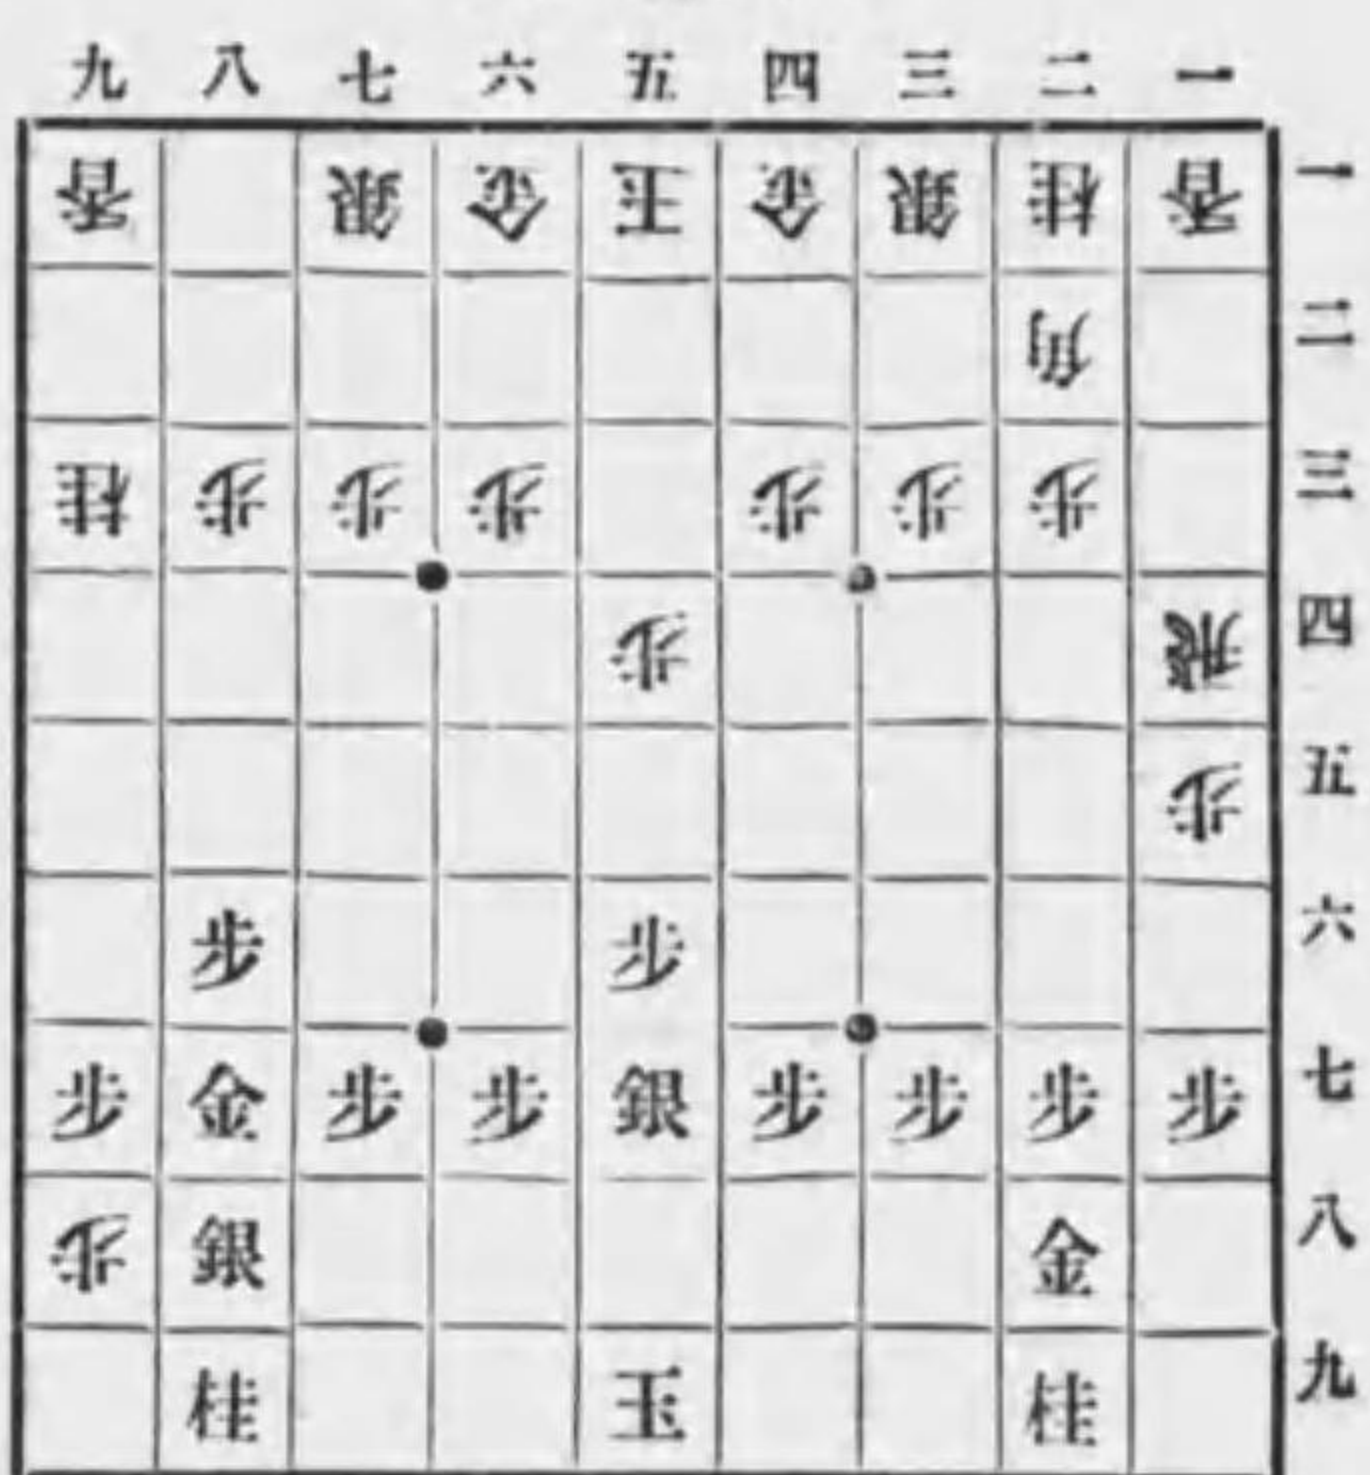 九 八 七 六 五 四 三 二 一
香 銀 金 玉 金 銀 桂 香 一
角 二
桂 歩 歩 歩 歩 歩 歩 三
歩 飛 四
歩 五
歩 歩 六
歩 金 歩 歩 銀 歩 歩 歩 歩 七
歩 銀 金 八
桂 玉 桂 九